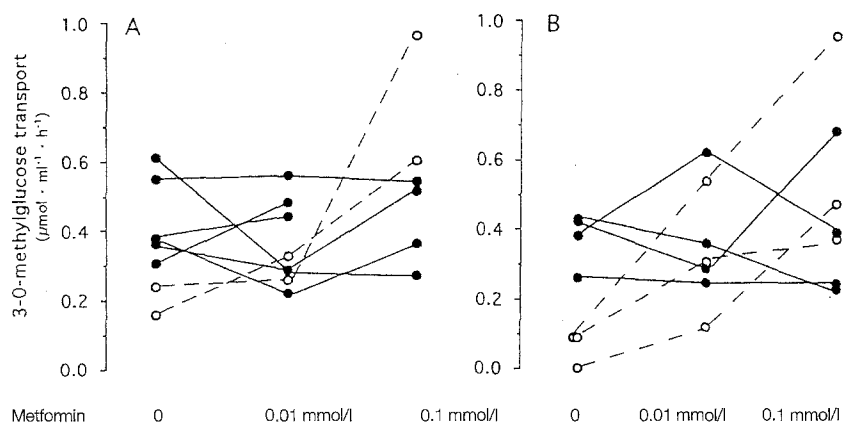 A
B
3-O-methylglucose transport
(μmol · ml⁻¹ · h⁻¹)
1.0
0.8
0.6
0.4
0.2
0.0
1.0
0.8
0.6
0.4
0.2
0.0
Metformin 0 0.01 mmol/l 0.1 mmol/l 0 0.01 mmol/l 0.1 mmol/l